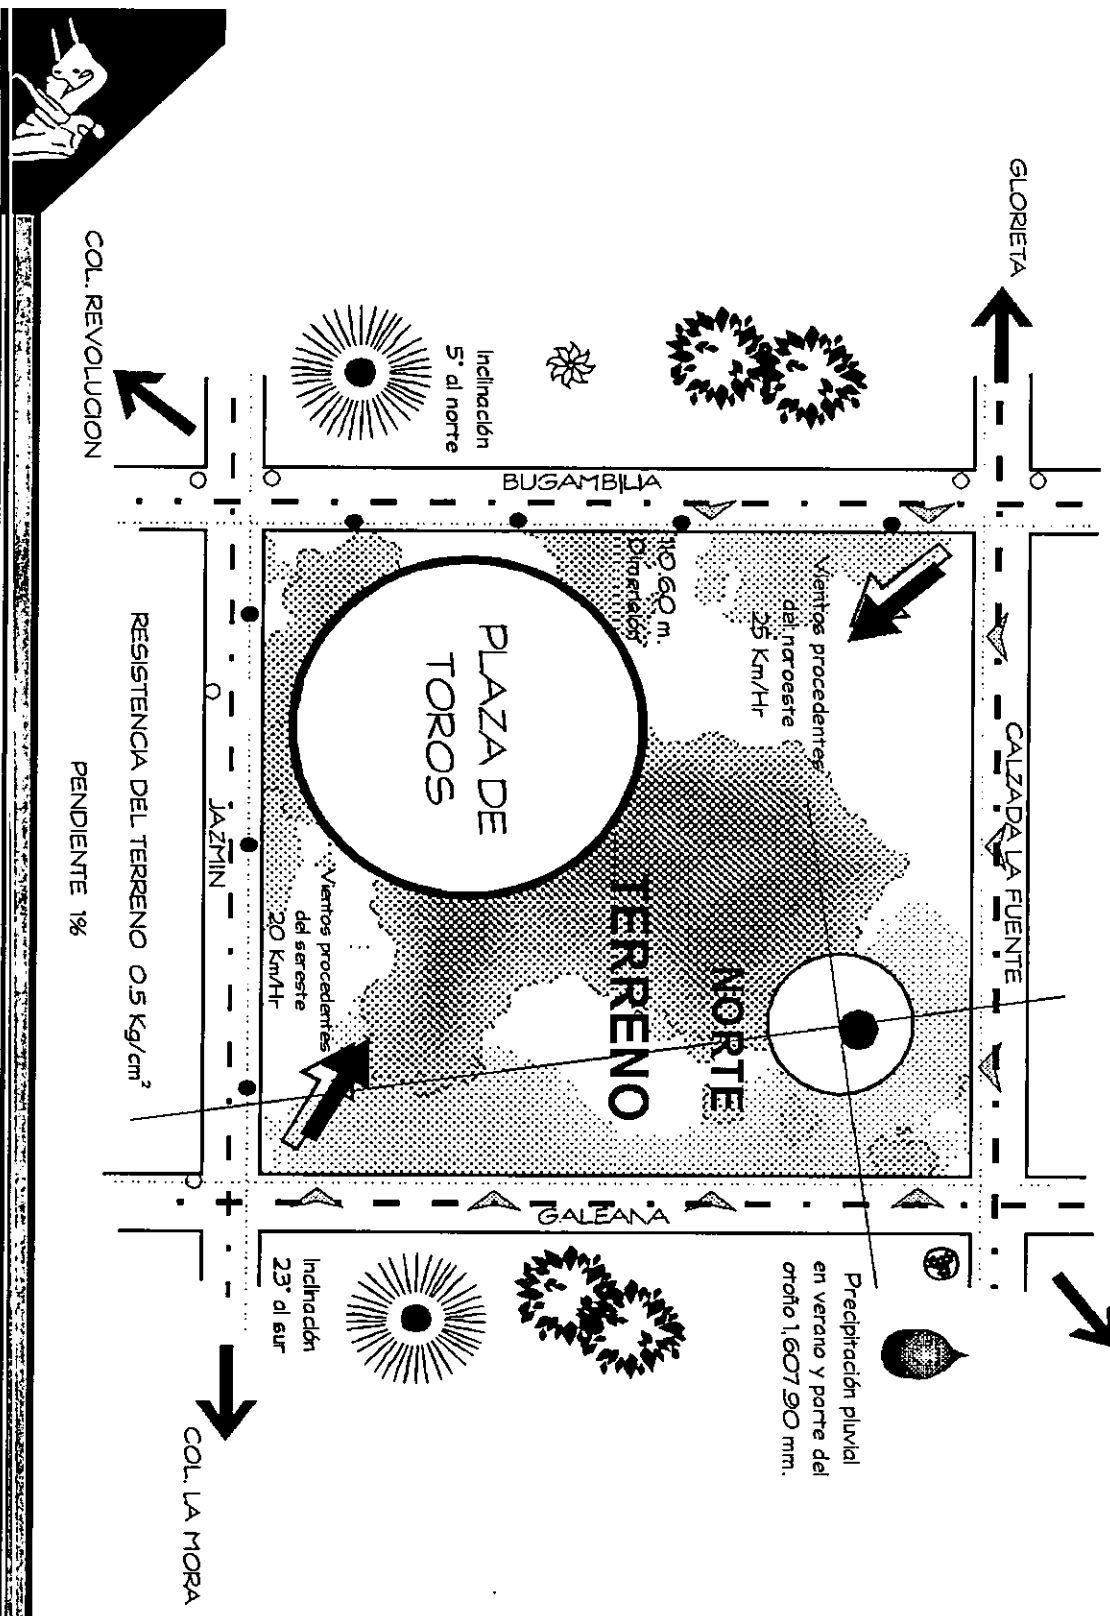 GLORIETA
CALZADA LA FUENTE
Precipitación pluvial
en verano y parte del
otoño 1,607.90 mm.
Vientos procedentes
del noroeste
25 Km/Hr
NORTE
110.60 m.
Dimensión
TERRENO
BUGAMBILIA
GALEANA
PLAZA DE
TOROS
Inclinación
5° al norte
Vientos procedentes
del sereste
20 Km/Hr
Inclinación
23° al sur
JAZMIN
COL. LA MORA
RESISTENCIA DEL TERRENO 0.5 Kg/cm²
COL. REVOLUCION
PENDIENTE 1%